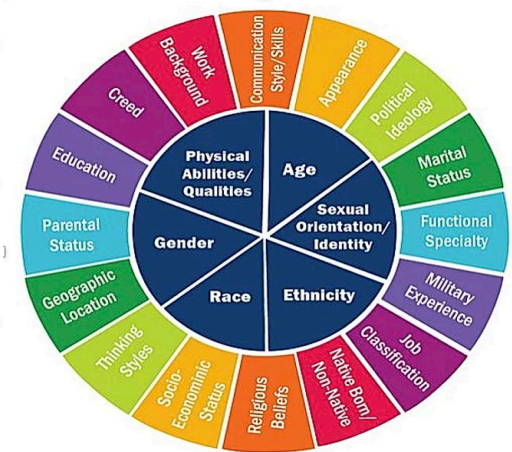 Communication
Style/Skills
Appearance
Political
Ideology
Marital
Status
Functional
Specialty
Military
Experience
Job
Classification
Native Born/
Non-Native
Religious
Beliefs
Socio-
Econominic
Status
Thinking
Styles
Geographic
Location
Parental
Status
Education
Creed
Work
Background
Age
Sexual
Orientation/
Identity
Ethnicity
Race
Gender
Physical
Abilities/
Qualities